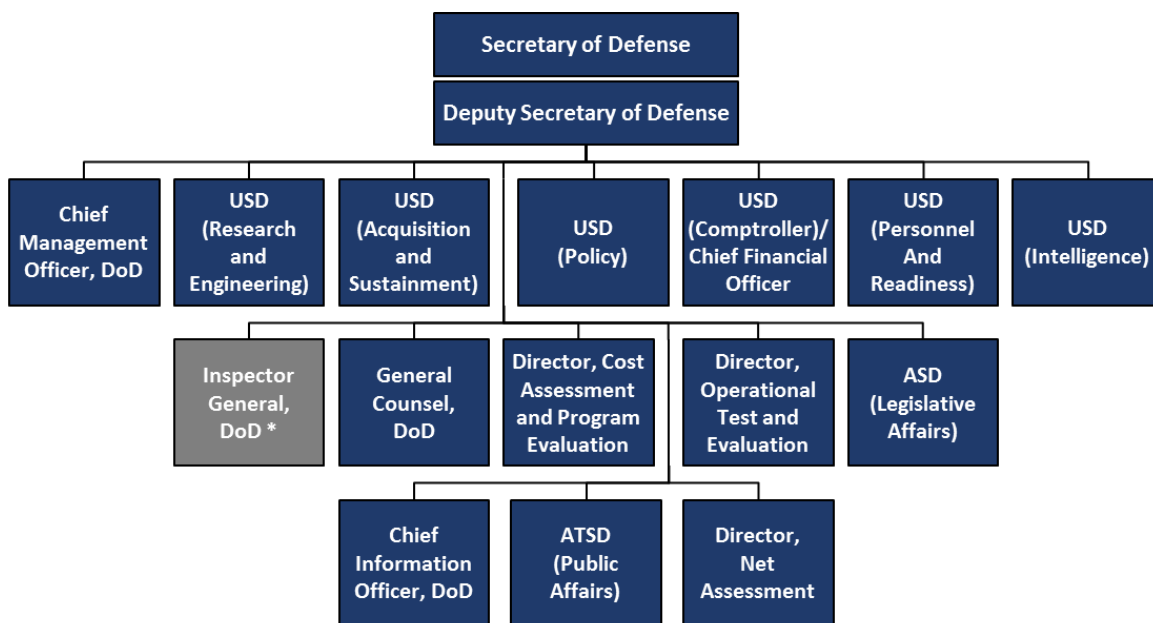 Secretary of Defense
Deputy Secretary of Defense
Chief
Management
Officer, DoD
USD
(Research
and
Engineering)
USD
(Acquisition
and
Sustainment)
USD
(Policy)
USD
(Comptroller)/
Chief Financial
Officer
USD
(Personnel
And
Readiness)
USD
(Intelligence)
Inspector
General,
DoD *
General
Counsel,
DoD
Director, Cost
Assessment
and Program
Evaluation
Director,
Operational
Test and
Evaluation
ASD
(Legislative
Affairs)
Chief
Information
Officer, DoD
ATSD
(Public
Affairs)
Director,
Net
Assessment